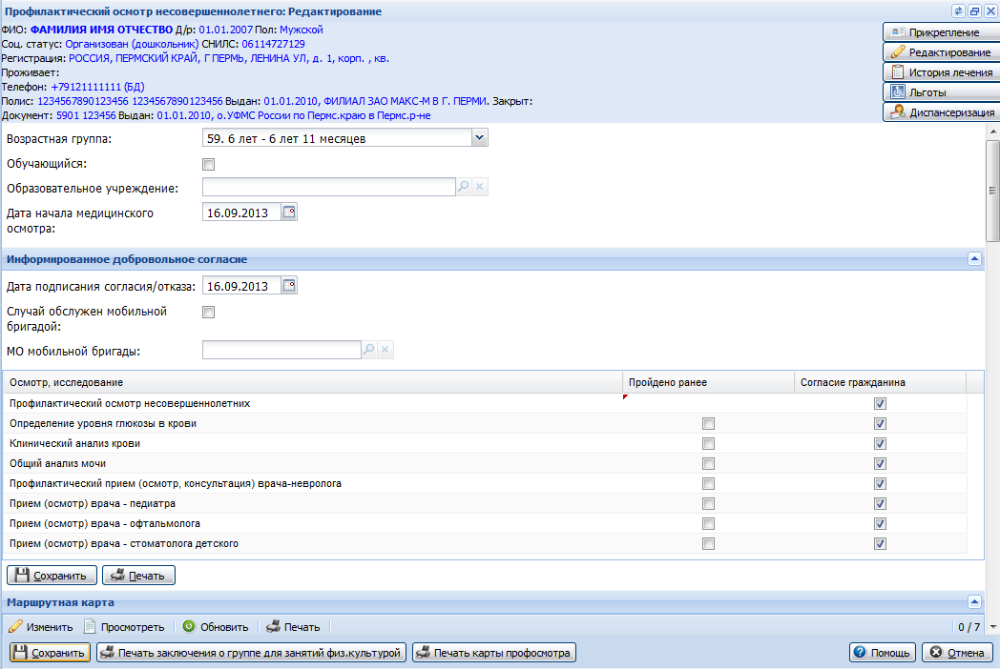 Профилактический осмотр несовершеннолетнего: Редактирование
ФИО: ФАМИЛИЯ ИМЯ ОТЧЕСТВО Д/р: 01.01.2007 Пол: Мужской
Соц. статус: Организован (дошкольник) СНИЛС: 06114727129
Регистрация: РОССИЯ, ПЕРМСКИЙ КРАЙ, Г ПЕРМЬ, ЛЕНИНА УЛ, д. 1, корп. , кв.
Проживает:
Телефон: +79121111111 (БД)
Полис: 1234567890123456 1234567890123456 Выдан: 01.01.2010, ФИЛИАЛ ЗАО МАКС-М В Г. ПЕРМИ. Закрыт:
Документ: 5901 123456 Выдан: 01.01.2010, о.УФМС России по Пермс.краю в Пермс.р-не
Прикрепление
Редактирование
История лечения
Льготы
Диспансеризация
Возрастная группа: 59. 6 лет - 6 лет 11 месяцев
Обучающийся:
Образовательное учреждение:
Дата начала медицинского осмотра: 16.09.2013
Информированное добровольное согласие
Дата подписания согласия/отказа: 16.09.2013
Случай обслужен мобильной
бригадой:
МО мобильной бригады:
Осмотр, исследование Пройдено ранее Согласие гражданина
Профилактический осмотр несовершеннолетних
Определение уровня глюкозы в крови
Клинический анализ крови
Общий анализ мочи
Профилактический прием (осмотр, консультация) врача-невролога
Прием (осмотр) врача - педиатра
Прием (осмотр) врача - офтальмолога
Прием (осмотр) врача - стоматолога детского
Сохранить Печать
Маршрутная карта
Изменить Просмотреть Обновить Печать 0 / 7
Сохранить Печать заключения о группе для занятий физ.культурой Печать карты профосмотра Помощь Отмена